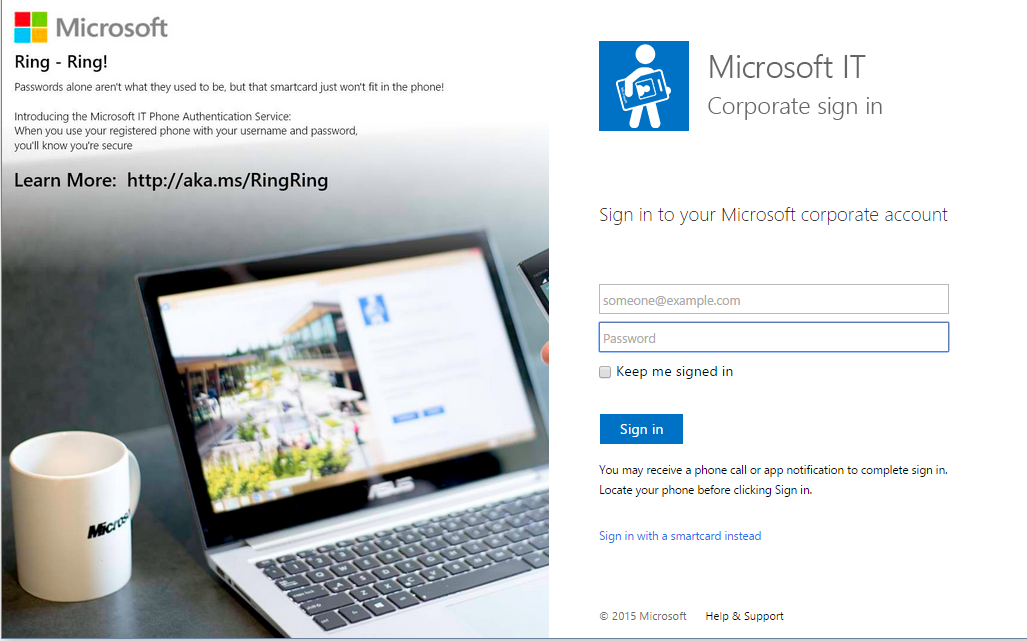 Microsoft
Ring - Ring!
Passwords alone aren't what they used to be, but that smartcard just won't fit in the phone!
Introducing the Microsoft IT Phone Authentication Service:
When you use your registered phone with your username and password,
you'll know you're secure
Learn More:  http://aka.ms/RingRing
ASUS
Micros
Microsoft IT
Corporate sign in
Sign in to your Microsoft corporate account
someone@example.com
Password
Keep me signed in
Sign in
You may receive a phone call or app notification to complete sign in.
Locate your phone before clicking Sign in.
Sign in with a smartcard instead
© 2015 Microsoft
Help & Support